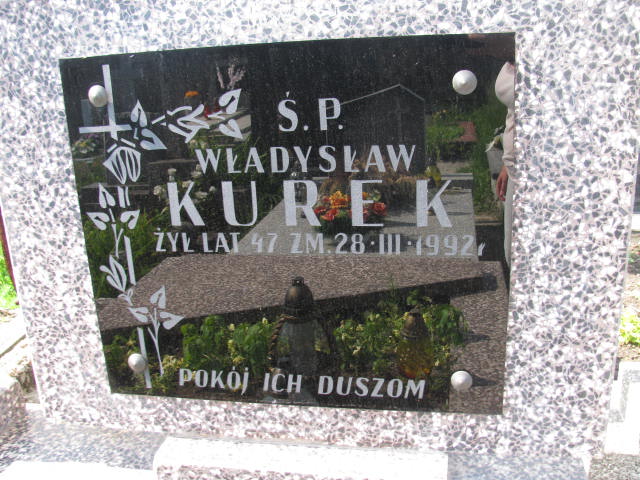 Ś.P.
WŁADYSŁAW
KUREK
ŻYŁ LAT 47 ZM. 28·III·1992 r
POKÓJ ICH DUSZOM